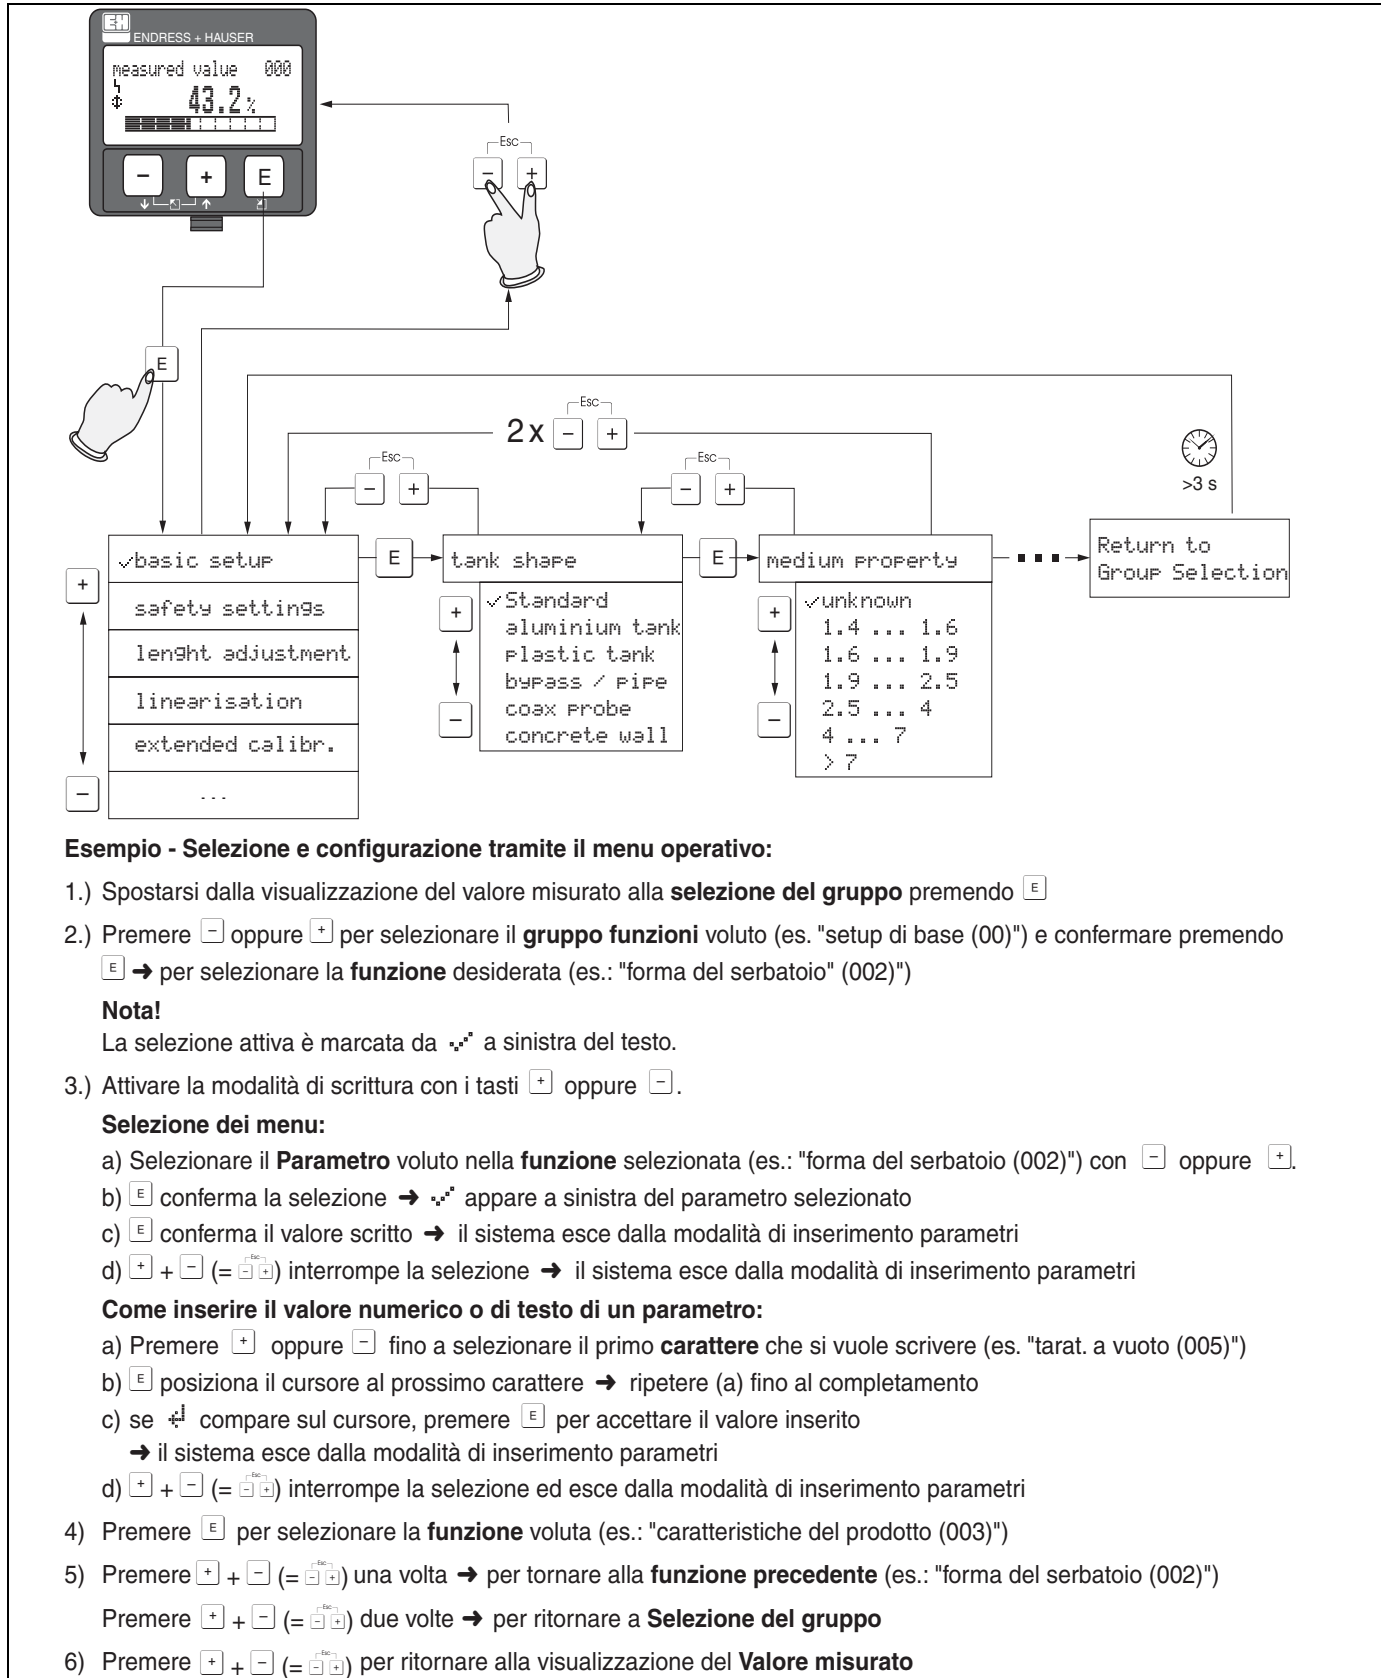 E+H
ENDRESS + HAUSER
measured value 000
43.2 %
- + E
Esc
- +
E
Esc
2x - +
Esc
- +
Esc
- +
>3 s
✓basic setup
E
tank shape
E
medium property
Return to
Group Selection
+
safety settings
lenght adjustment
linearisation
extended calibr.
...
-
+
✓Standard
aluminium tank
plastic tank
bypass / pipe
coax probe
concrete wall
-
+
✓unknown
1.4 ... 1.6
1.6 ... 1.9
1.9 ... 2.5
2.5 ... 4
4 ... 7
> 7
-
Esempio - Selezione e configurazione tramite il menu operativo:
1.) Spostarsi dalla visualizzazione del valore misurato alla selezione del gruppo premendo E
2.) Premere - oppure + per selezionare il gruppo funzioni voluto (es. "setup di base (00)") e confermare premendo
E ➜ per selezionare la funzione desiderata (es.: "forma del serbatoio" (002)")
Nota!
La selezione attiva è marcata da ✓ a sinistra del testo.
3.) Attivare la modalità di scrittura con i tasti + oppure -.
Selezione dei menu:
a) Selezionare il Parametro voluto nella funzione selezionata (es.: "forma del serbatoio (002)") con - oppure +.
b) E conferma la selezione ➜ ✓ appare a sinistra del parametro selezionato
c) E conferma il valore scritto ➜ il sistema esce dalla modalità di inserimento parametri
d) + + - (= Esc - +) interrompe la selezione ➜ il sistema esce dalla modalità di inserimento parametri
Come inserire il valore numerico o di testo di un parametro:
a) Premere + oppure - fino a selezionare il primo carattere che si vuole scrivere (es. "tarat. a vuoto (005)")
b) E posiziona il cursore al prossimo carattere ➜ ripetere (a) fino al completamento
c) se ↵ compare sul cursore, premere E per accettare il valore inserito
➜ il sistema esce dalla modalità di inserimento parametri
d) + + - (= Esc - +) interrompe la selezione ed esce dalla modalità di inserimento parametri
4) Premere E per selezionare la funzione voluta (es.: "caratteristiche del prodotto (003)")
5) Premere + + - (= Esc - +) una volta ➜ per tornare alla funzione precedente (es.: "forma del serbatoio (002)")
Premere + + - (= Esc - +) due volte ➜ per ritornare a Selezione del gruppo
6) Premere + + - (= Esc - +) per ritornare alla visualizzazione del Valore misurato